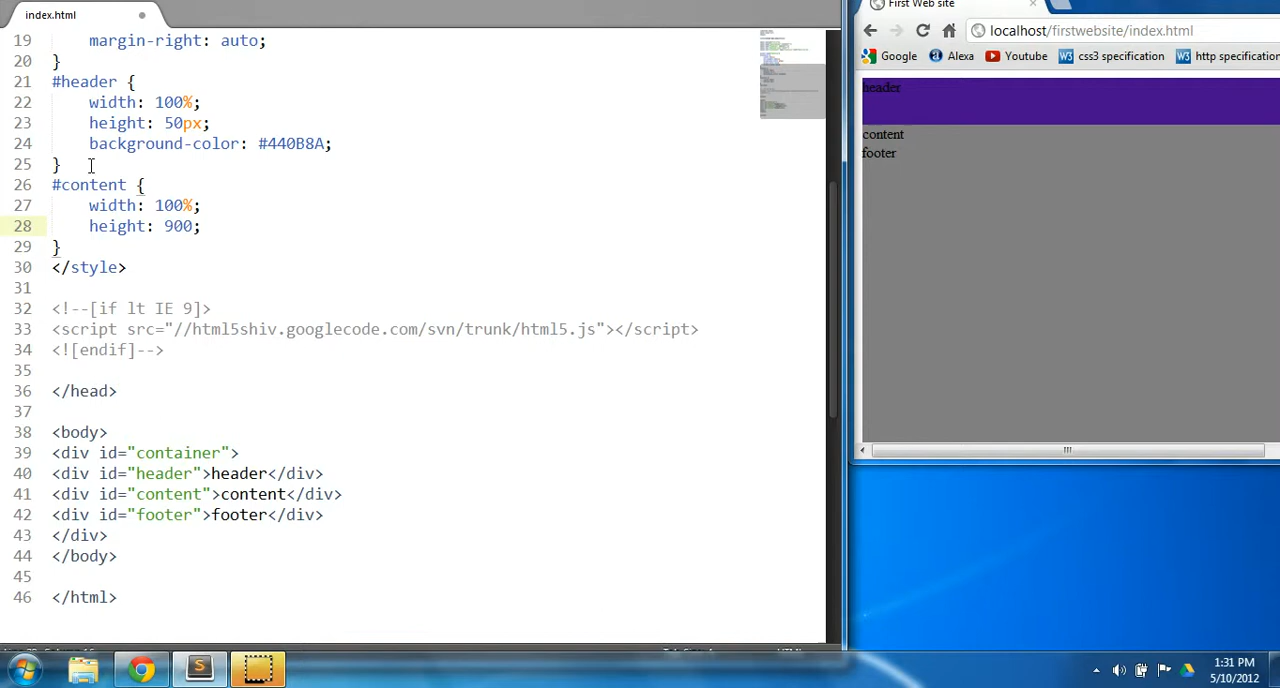 index.html
19 margin-right: auto;
20 }
21 #header {
22 width: 100%;
23 height: 50px;
24 background-color: #440B8A;
25 }
26 #content {
27 width: 100%;
28 height: 900;
29 }
30 </style>
31
32 <!--[if lt IE 9]>
33 <script src="//html5shiv.googlecode.com/svn/trunk/html5.js"></script>
34 <![endif]-->
35
36 </head>
37
38 <body>
39 <div id="container">
40 <div id="header">header</div>
41 <div id="content">content</div>
42 <div id="footer">footer</div>
43 </div>
44 </body>
45
46 </html>
First Web site
localhost/firstwebsite/index.html
Google Alexa Youtube css3 specification http specification
header
content
footer
1:31 PM
5/10/2012